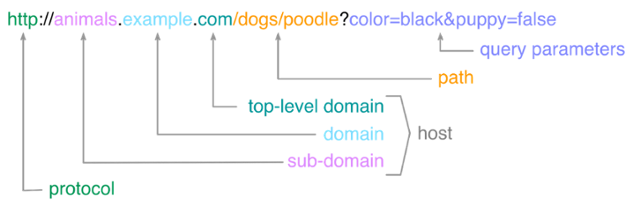 http://animals.example.com/dogs/poodle?color=black&puppy=false
query parameters
path
top-level domain
domain
host
sub-domain
protocol